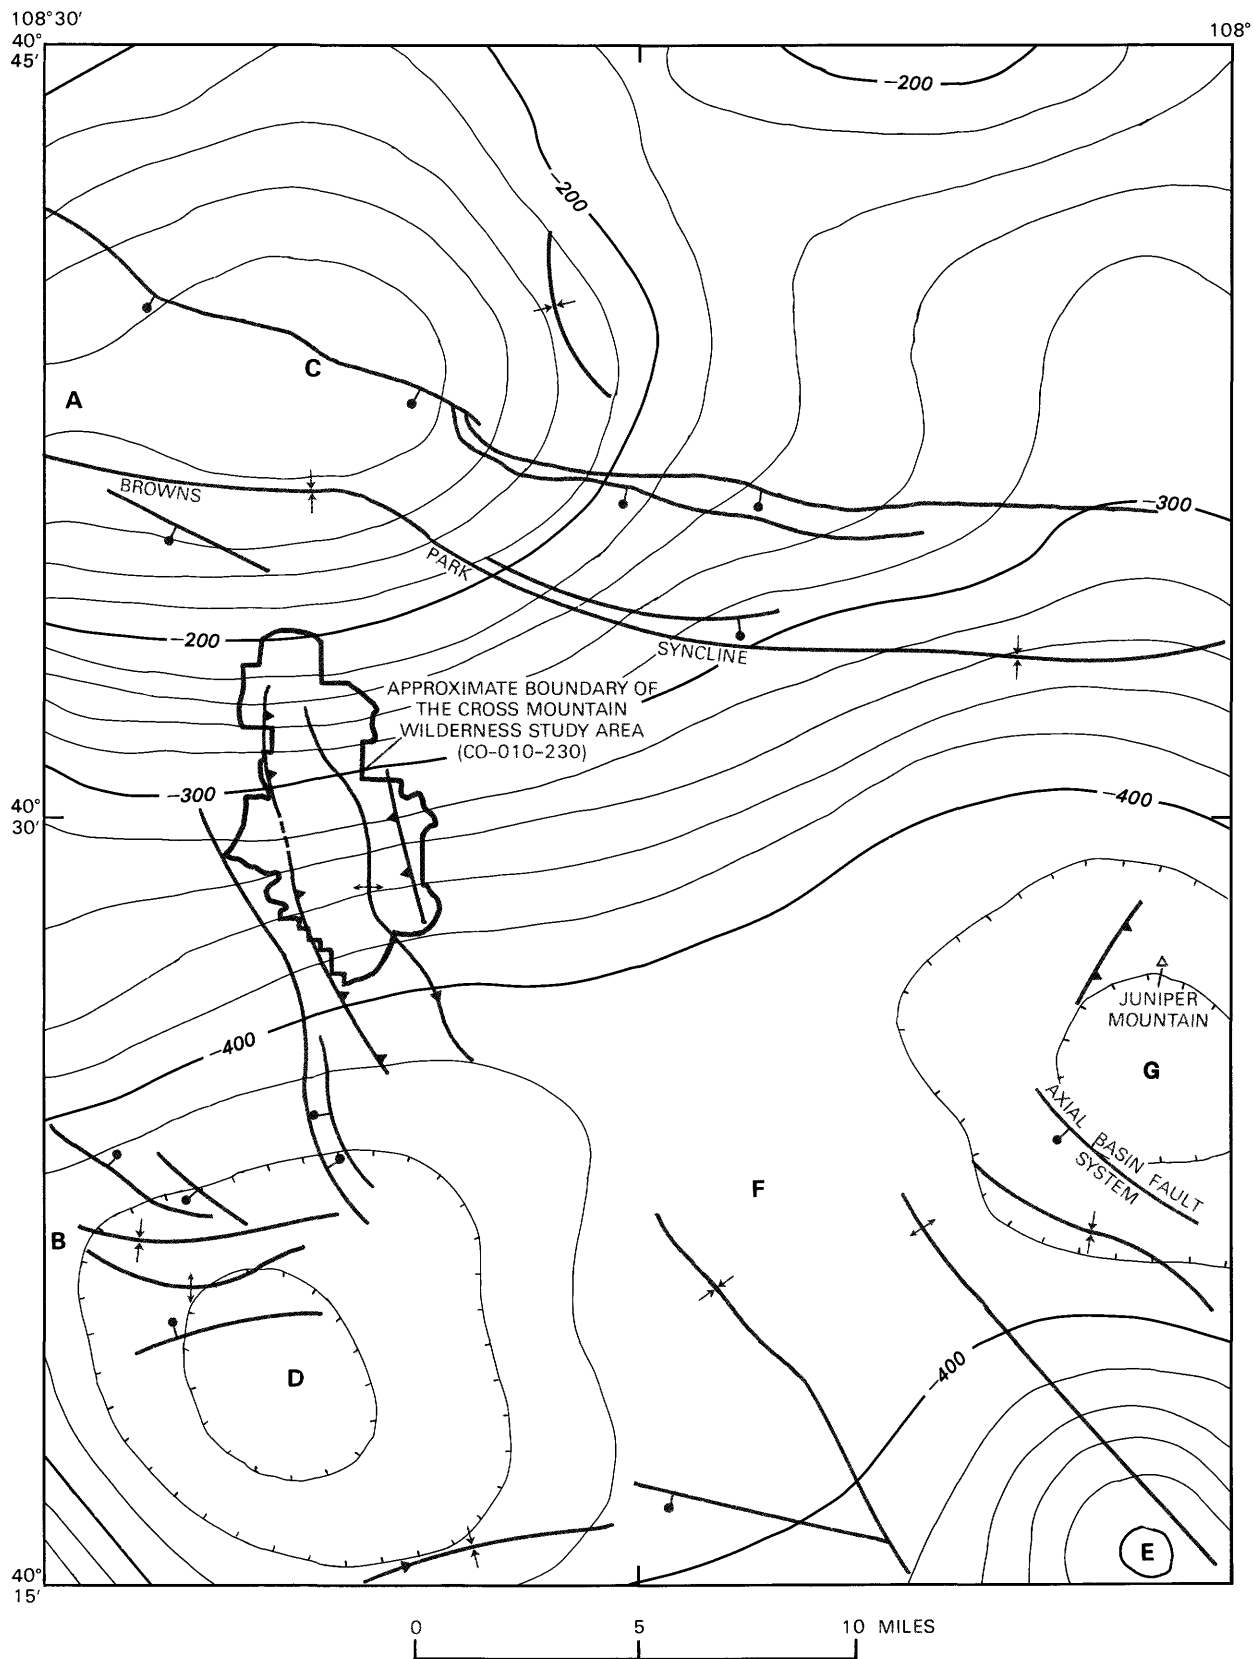 108°30′
40°
45′
108°
–200
–200
C
A
BROWNS
–300
PARK
–200
SYNCLINE
APPROXIMATE BOUNDARY OF
THE CROSS MOUNTAIN
WILDERNESS STUDY AREA
(CO–010–230)
–300
–400
40°
30′
JUNIPER
MOUNTAIN
–400
G
AXIAL BASIN FAULT
SYSTEM
F
B
–400
D
E
40°
15′
0 5 10 MILES